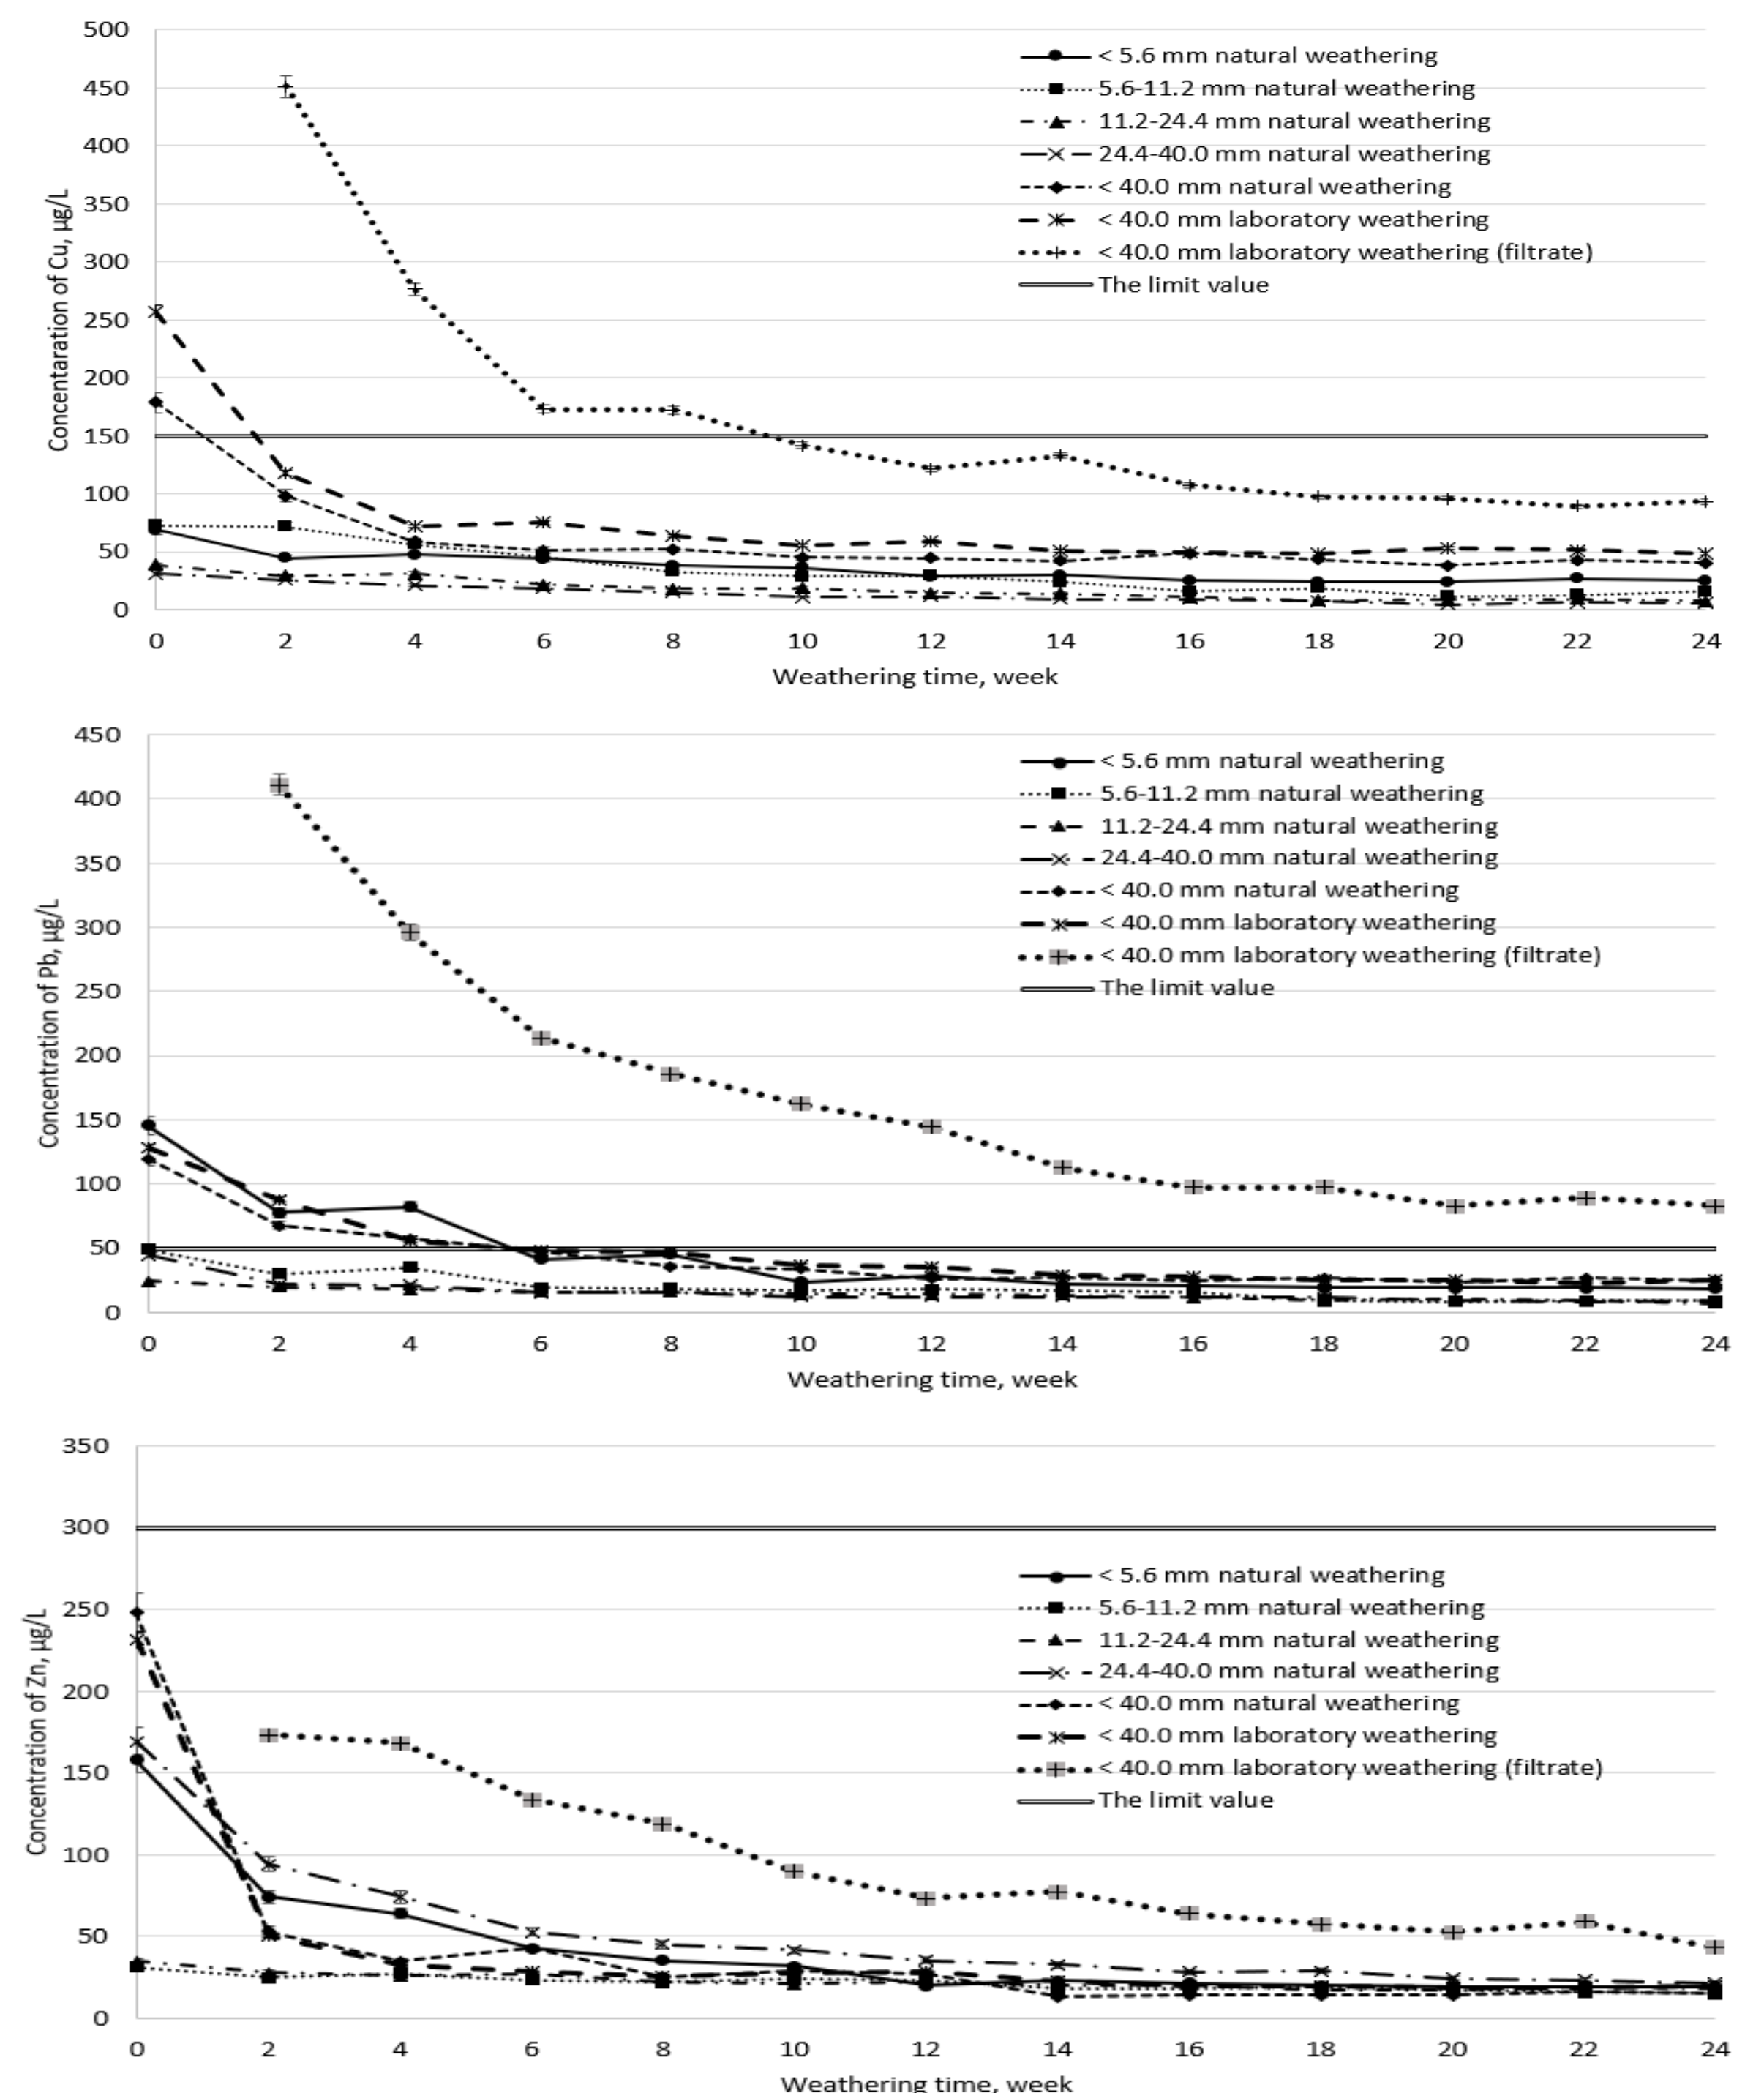 500
450
400
350
300
250
200
150
100
50
0
Concentaration of Cu, µg/L
< 5.6 mm natural weathering
5.6-11.2 mm natural weathering
11.2-24.4 mm natural weathering
24.4-40.0 mm natural weathering
< 40.0 mm natural weathering
< 40.0 mm laboratory weathering
< 40.0 mm laboratory weathering (filtrate)
The limit value
0 2 4 6 8 10 12 14 16 18 20 22 24
Weathering time, week
450
400
350
300
250
200
150
100
50
0
Concentration of Pb, µg/L
< 5.6 mm natural weathering
5.6-11.2 mm natural weathering
11.2-24.4 mm natural weathering
24.4-40.0 mm natural weathering
< 40.0 mm natural weathering
< 40.0 mm laboratory weathering
< 40.0 mm laboratory weathering (filtrate)
The limit value
0 2 4 6 8 10 12 14 16 18 20 22 24
Weathering time, week
350
300
250
200
150
100
50
0
Concentration of Zn, µg/L
< 5.6 mm natural weathering
5.6-11.2 mm natural weathering
11.2-24.4 mm natural weathering
24.4-40.0 mm natural weathering
< 40.0 mm natural weathering
< 40.0 mm laboratory weathering
< 40.0 mm laboratory weathering (filtrate)
The limit value
0 2 4 6 8 10 12 14 16 18 20 22 24
Weathering time, week